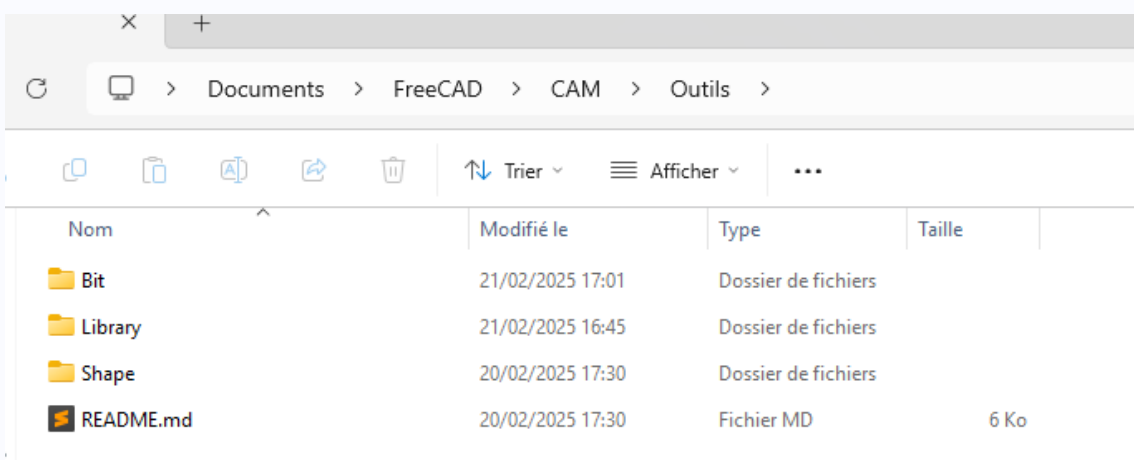 Documents > FreeCAD > CAM > Outils >
Trier Afficher ...
Nom Modifié le Type Taille
Bit 21/02/2025 17:01 Dossier de fichiers
Library 21/02/2025 16:45 Dossier de fichiers
Shape 20/02/2025 17:30 Dossier de fichiers
README.md 20/02/2025 17:30 Fichier MD 6 Ko